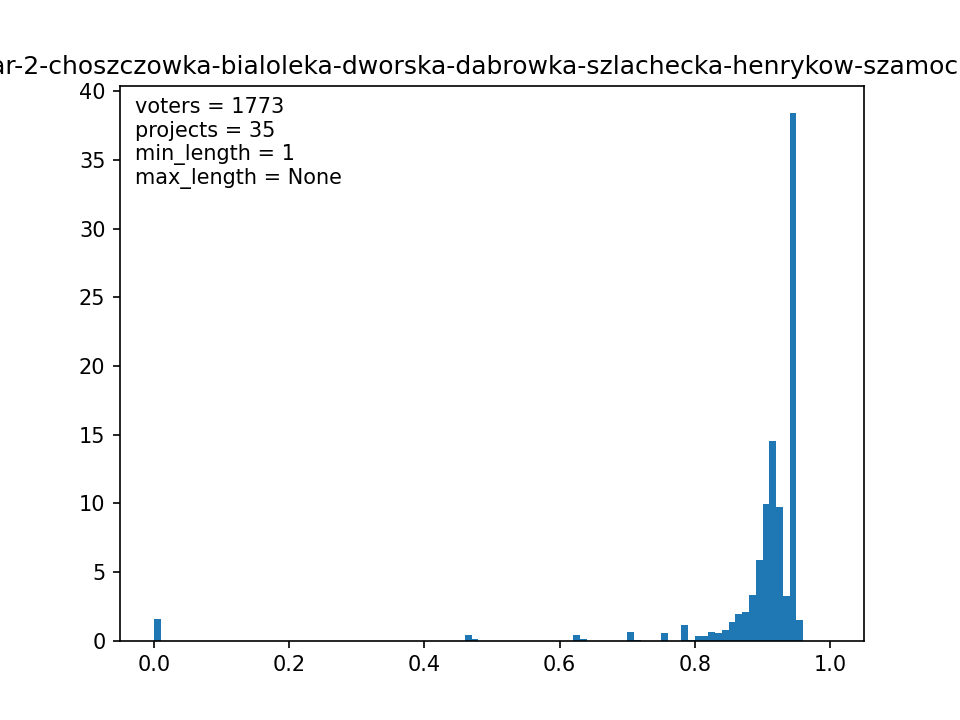 ar-2-choszczowka-bialoleka-dworska-dabrowka-szlachecka-henrykow-szamoc
voters = 1773
projects = 35
min_length = 1
max_length = None
40
35
30
25
20
15
10
5
0
0.0 0.2 0.4 0.6 0.8 1.0